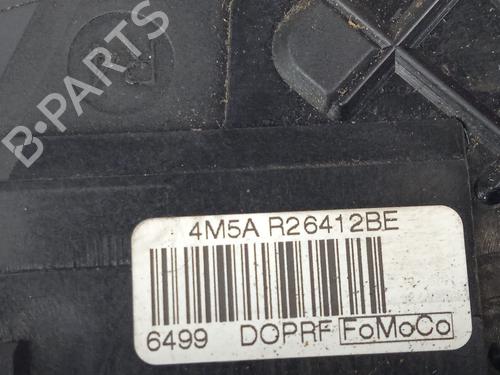 B-PARTS
R
4M5A R26412BE
6499 DOPRF FoMoCo